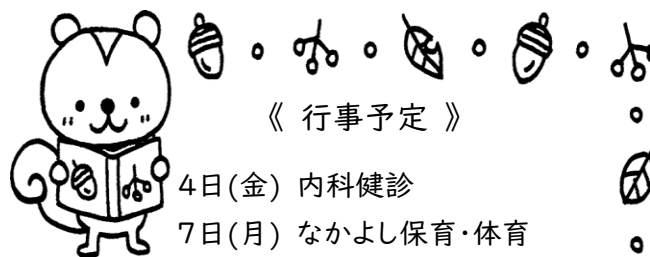 《 行事予定 》
4日(金) 内科健診
7日(月) なかよし保育・体育